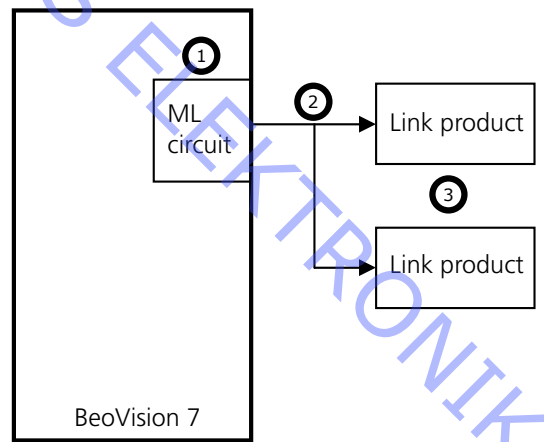 1
ML
circuit
2
Link product
3
Link product
BeoVision 7
S ELEKTRONIK